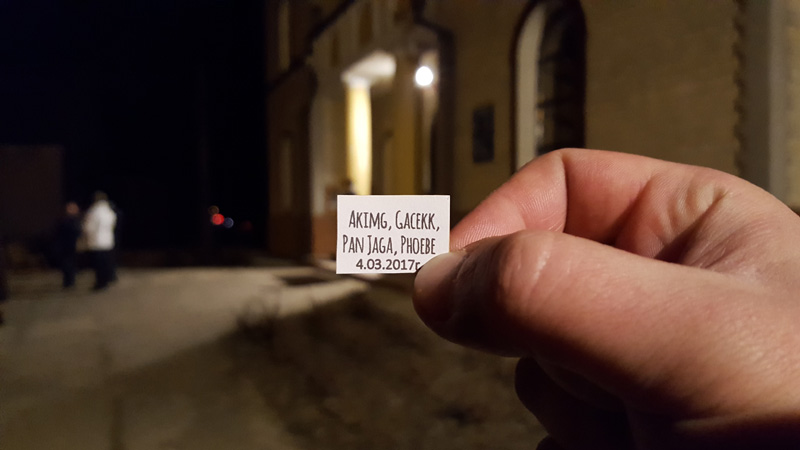 AKIMG, GACEKK,
PAN JAGA, PHOEBE
4.03.2017r